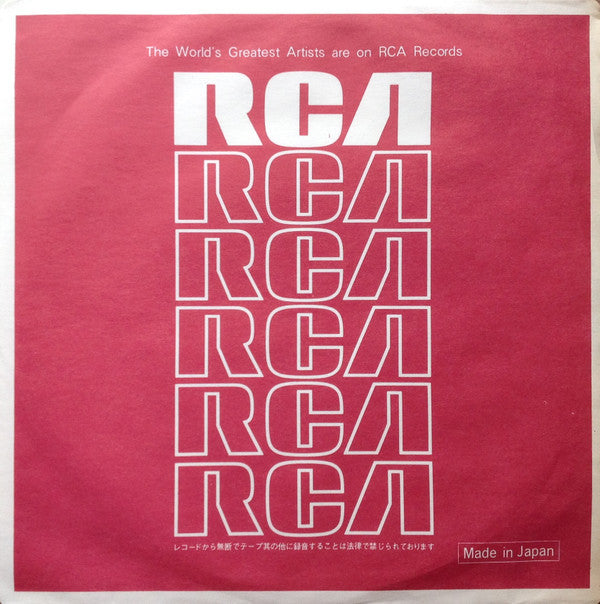 The World's Greatest Artists are on RCA Records
RCA
RCA
RCA
RCA
RCA
RCA
レコードから無断でテープ其の他に録音することは法律で禁じられております
Made in Japan